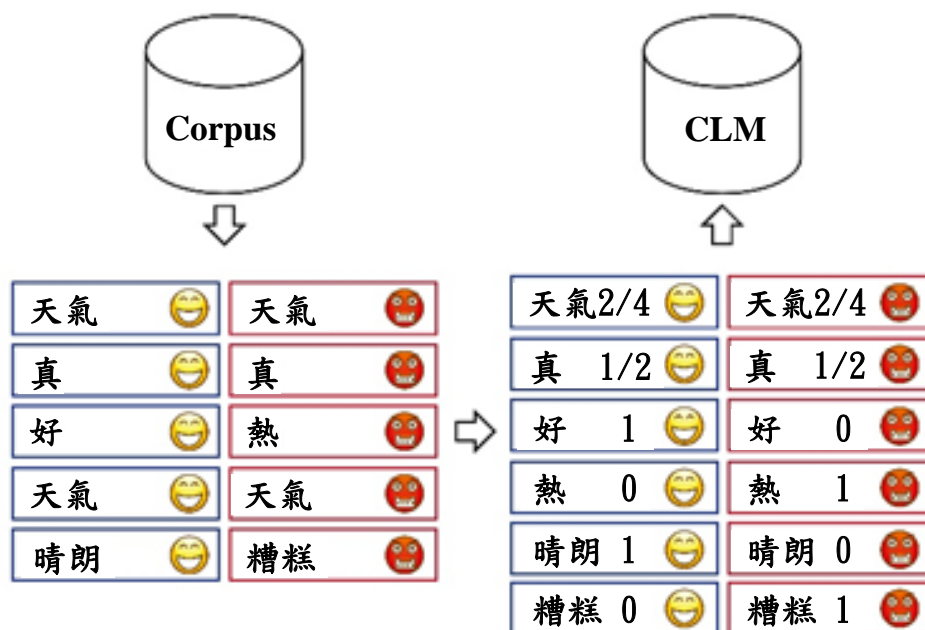 Corpus
CLM
天氣
天氣
真
真
好
熱
天氣
天氣
晴朗
糟糕
天氣2/4
天氣2/4
真 1/2
真 1/2
好 1
好 0
熱 0
熱 1
晴朗 1
晴朗 0
糟糕 0
糟糕 1